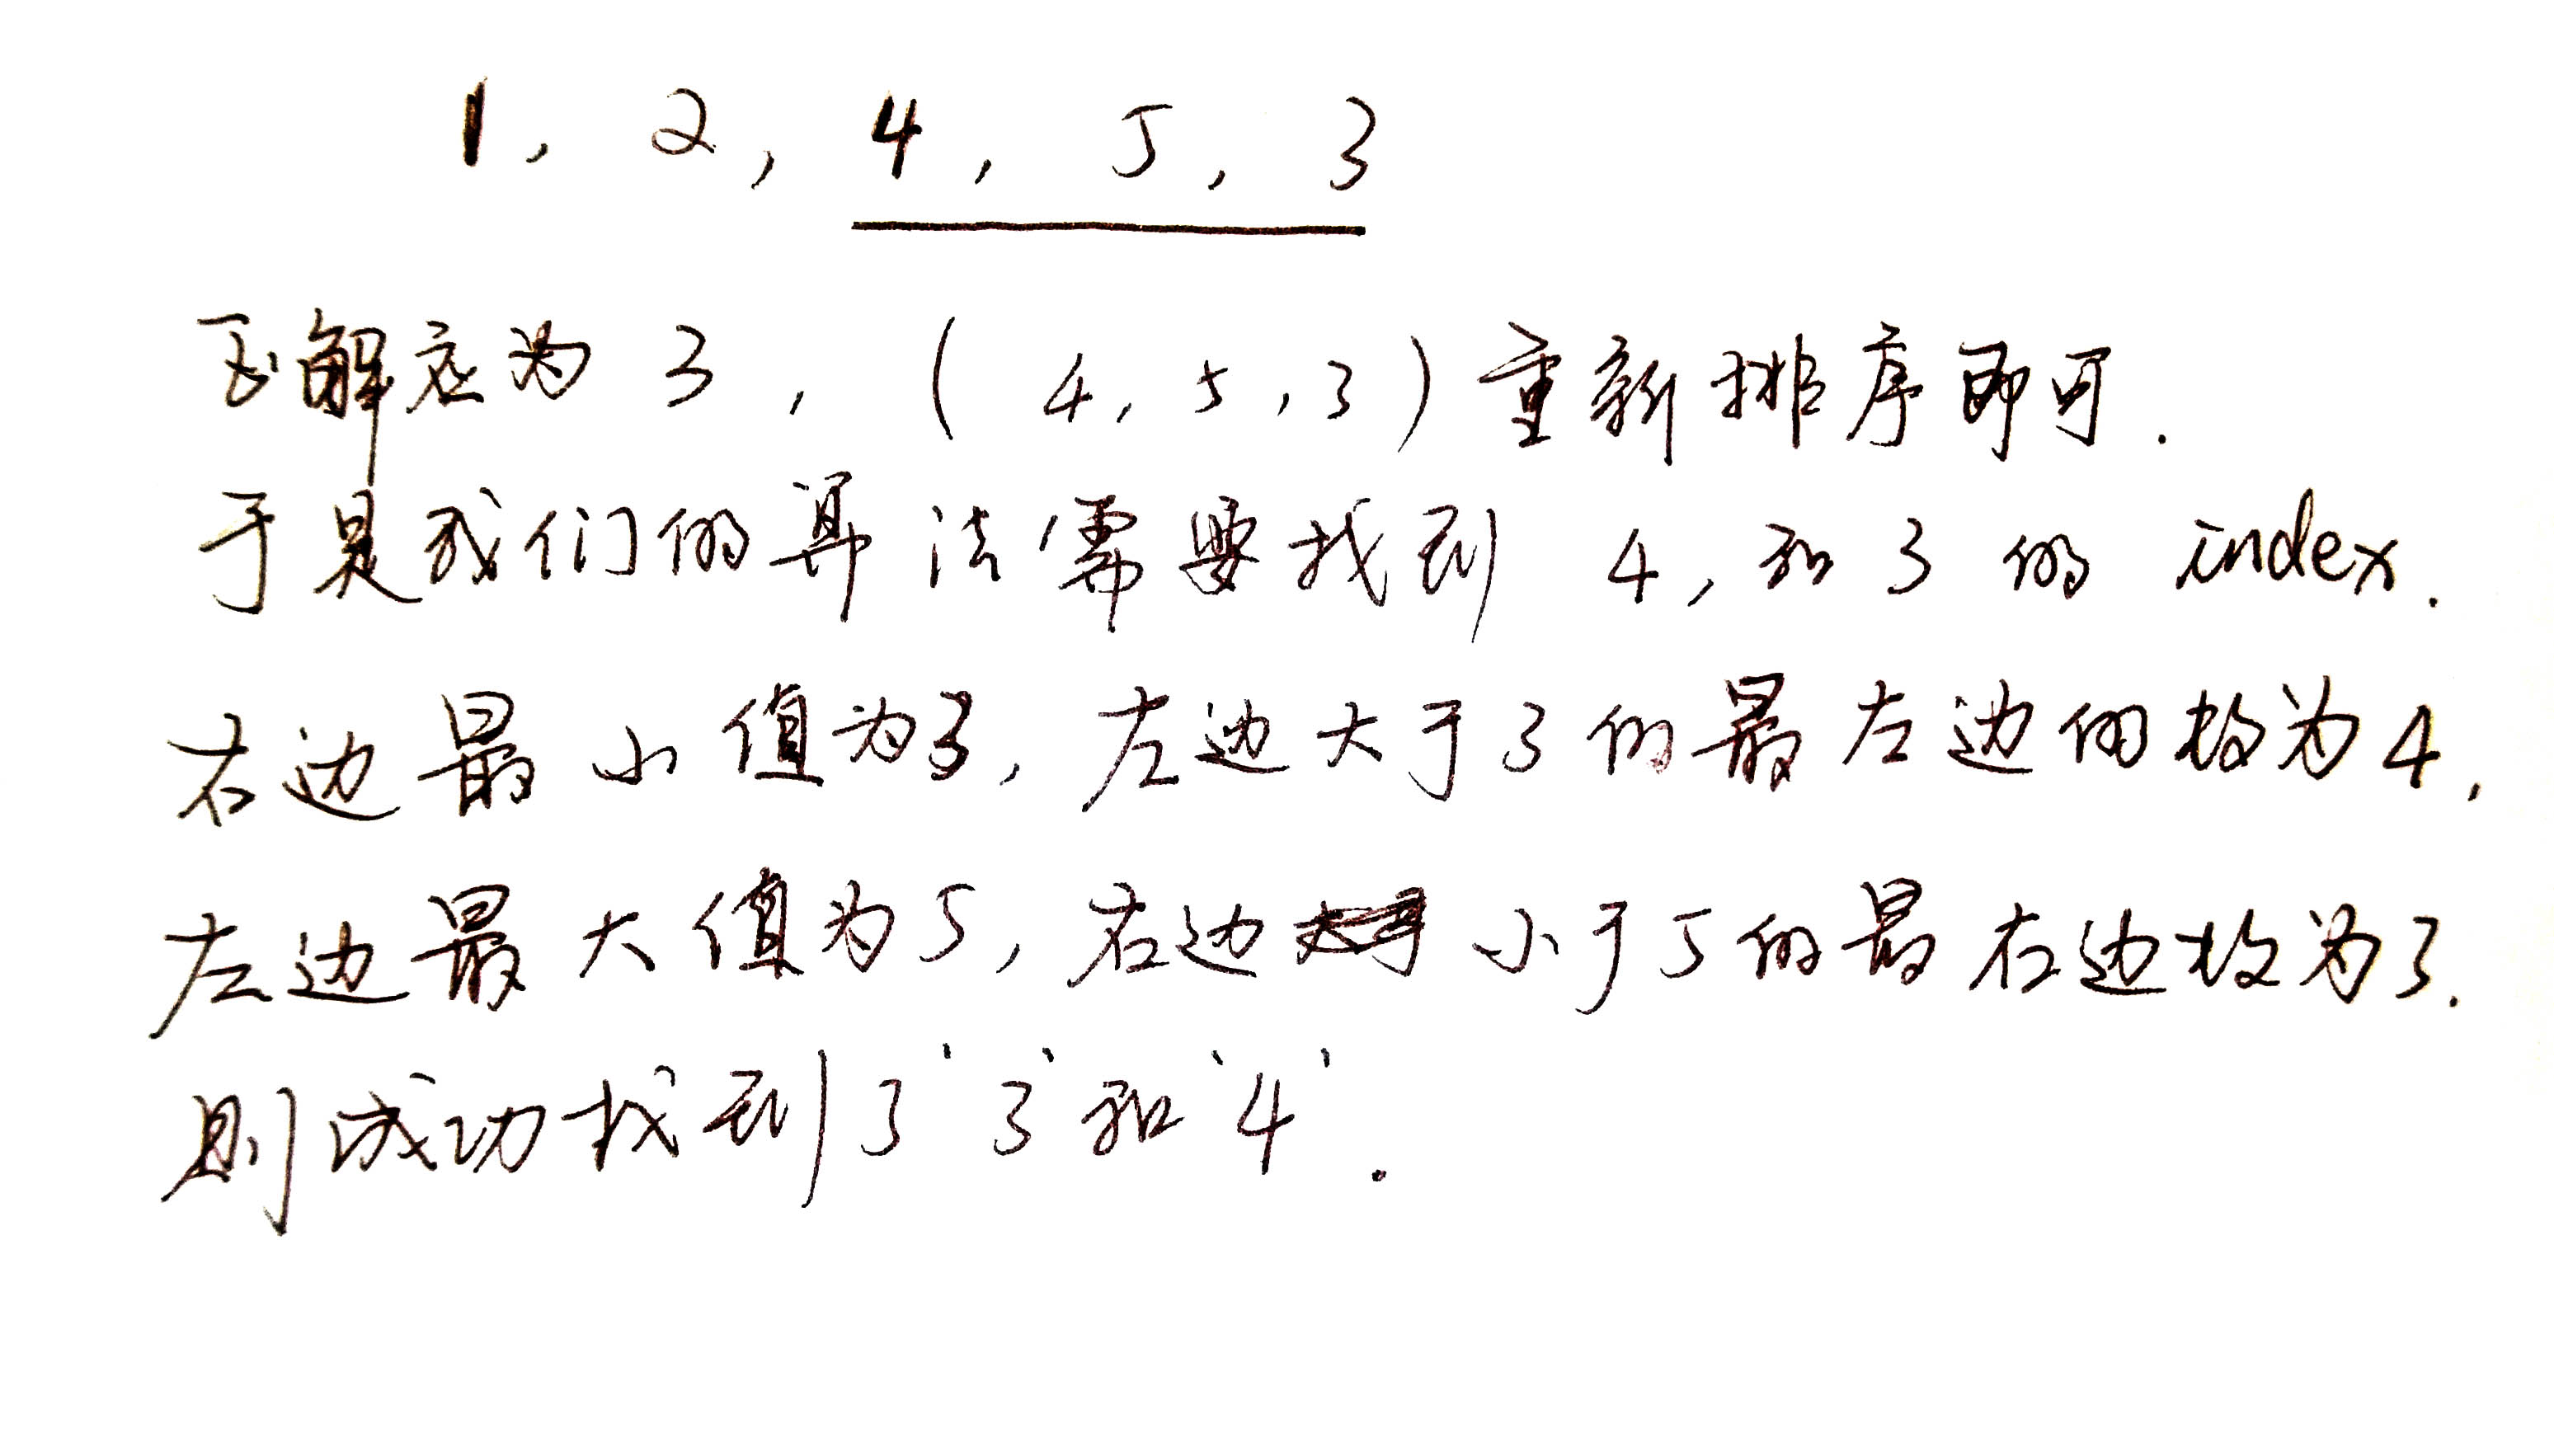 1, 2, 4, 5, 3
正解应为 3, (4, 5, 3) 重新排序即可.
于是我们的算法需要找到 4, 和 3 的 index.
右边最小值为3, 左边大于3的最左边的数为4,
左边最大值为5, 右边小于5的最右边数为3.
则成功找到了'3'和'4'.